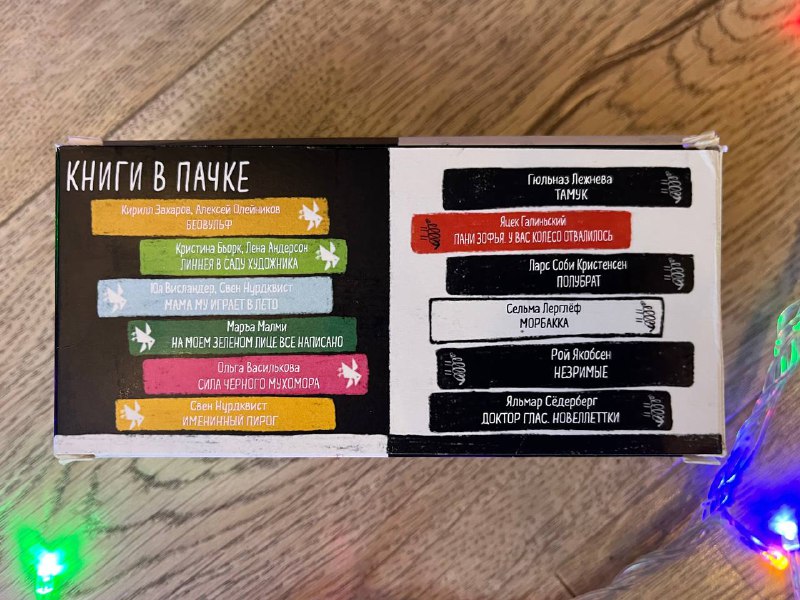 КНИГИ В ПАЧКЕ
Кирилл Захаров, Алексей Олейников
БЕОВУЛЬФ
Кристина Бьорк, Лена Андерсон
ЛИННЕЯ В САДУ ХУДОЖНИКА
Юя Висландер, Свен Нурдквист
МАМА МУ ИГРАЕТ В ЛЕТО
Марья Малми
НА МОЕМ ЗЕЛЕНОМ ЛИЦЕ ВСЕ НАПИСАНО
Ольга Василькова
СИЛА ЧЕРНОГО МУХОМОРА
Свен Нурдквист
ИМЕНИННЫЙ ПИРОГ
Гюльназ Лежнева
ТАМУК
Яцек Галиньский
ПАНИ ЗОФЬЯ. У ВАС КОЛЕСО ОТВАЛИЛОСЬ
Ларс Соби Кристенсен
ПОЛУБРАТ
Сельма Лерглёф
МОРБАККА
Рой Якобсен
НЕЗРИМЫЕ
Яльмар Сёдерберг
ДОКТОР ГЛАС. НОВЕЛЛЕТТКИ